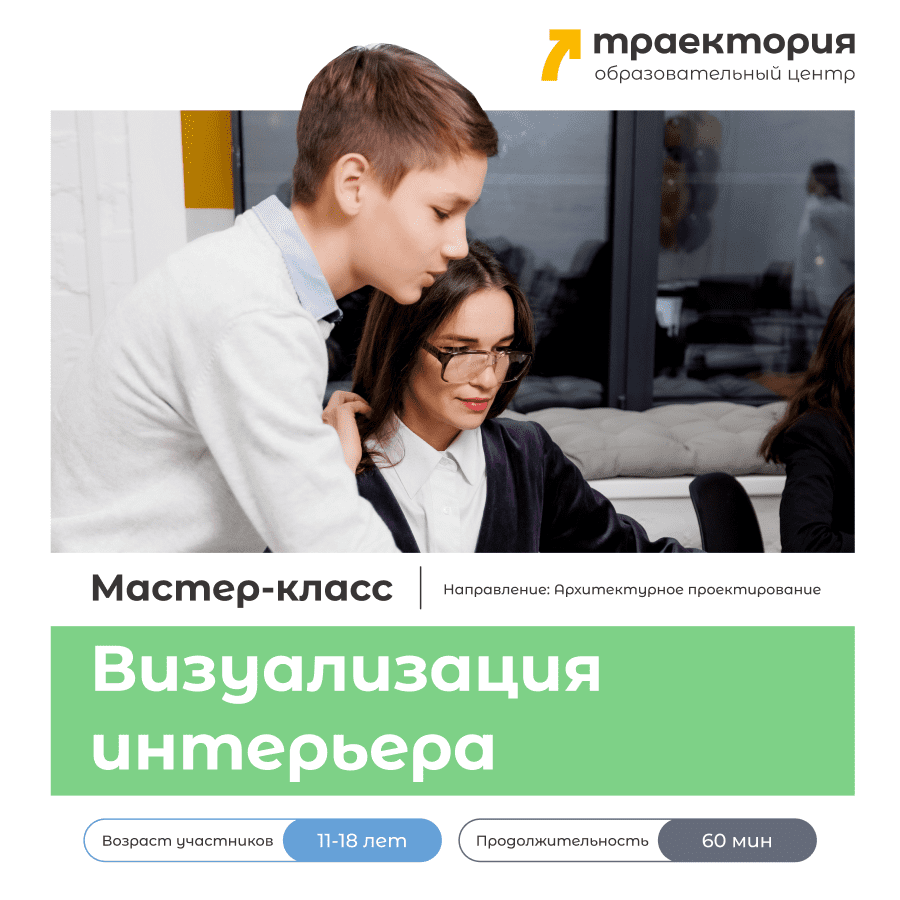 траектория
образовательный центр
Мастер-класс
Направление: Архитектурное проектирование
Визуализация
интерьера
Возраст участников 11-18 лет
Продолжительность 60 мин